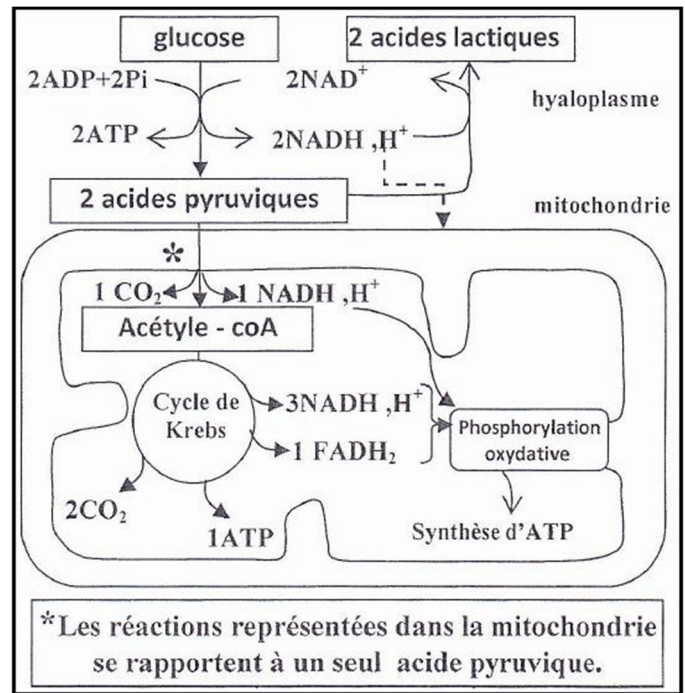 glucose
2 acides lactiques
2ADP+2Pi
2NAD⁺
hyaloplasme
2ATP
2NADH ,H⁺
2 acides pyruviques
mitochondrie
*
1 CO₂
1 NADH ,H⁺
Acétyle - coA
Cycle de
Krebs
3NADH ,H⁺
1 FADH₂
Phosphorylation
oxydative
2CO₂
1ATP
Synthèse d'ATP
*Les réactions représentées dans la mitochondrie
se rapportent à un seul acide pyruvique.